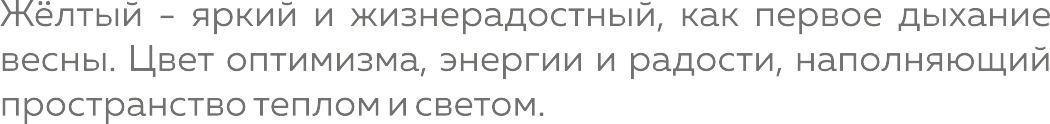 Жёлтый – яркий и жизнерадостный, как первое дыхание
весны. Цвет оптимизма, энергии и радости, наполняющий
пространство теплом и светом.